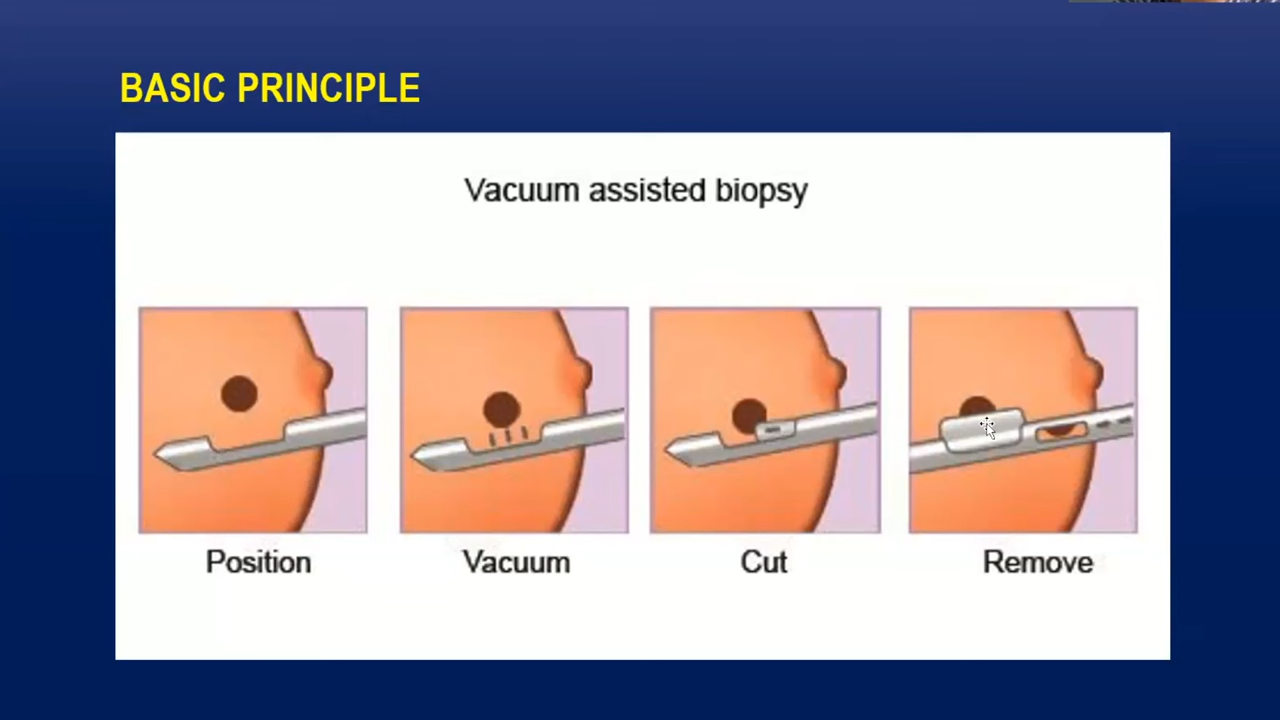 BASIC PRINCIPLE
Vacuum assisted biopsy
Position
Vacuum
Cut
Remove